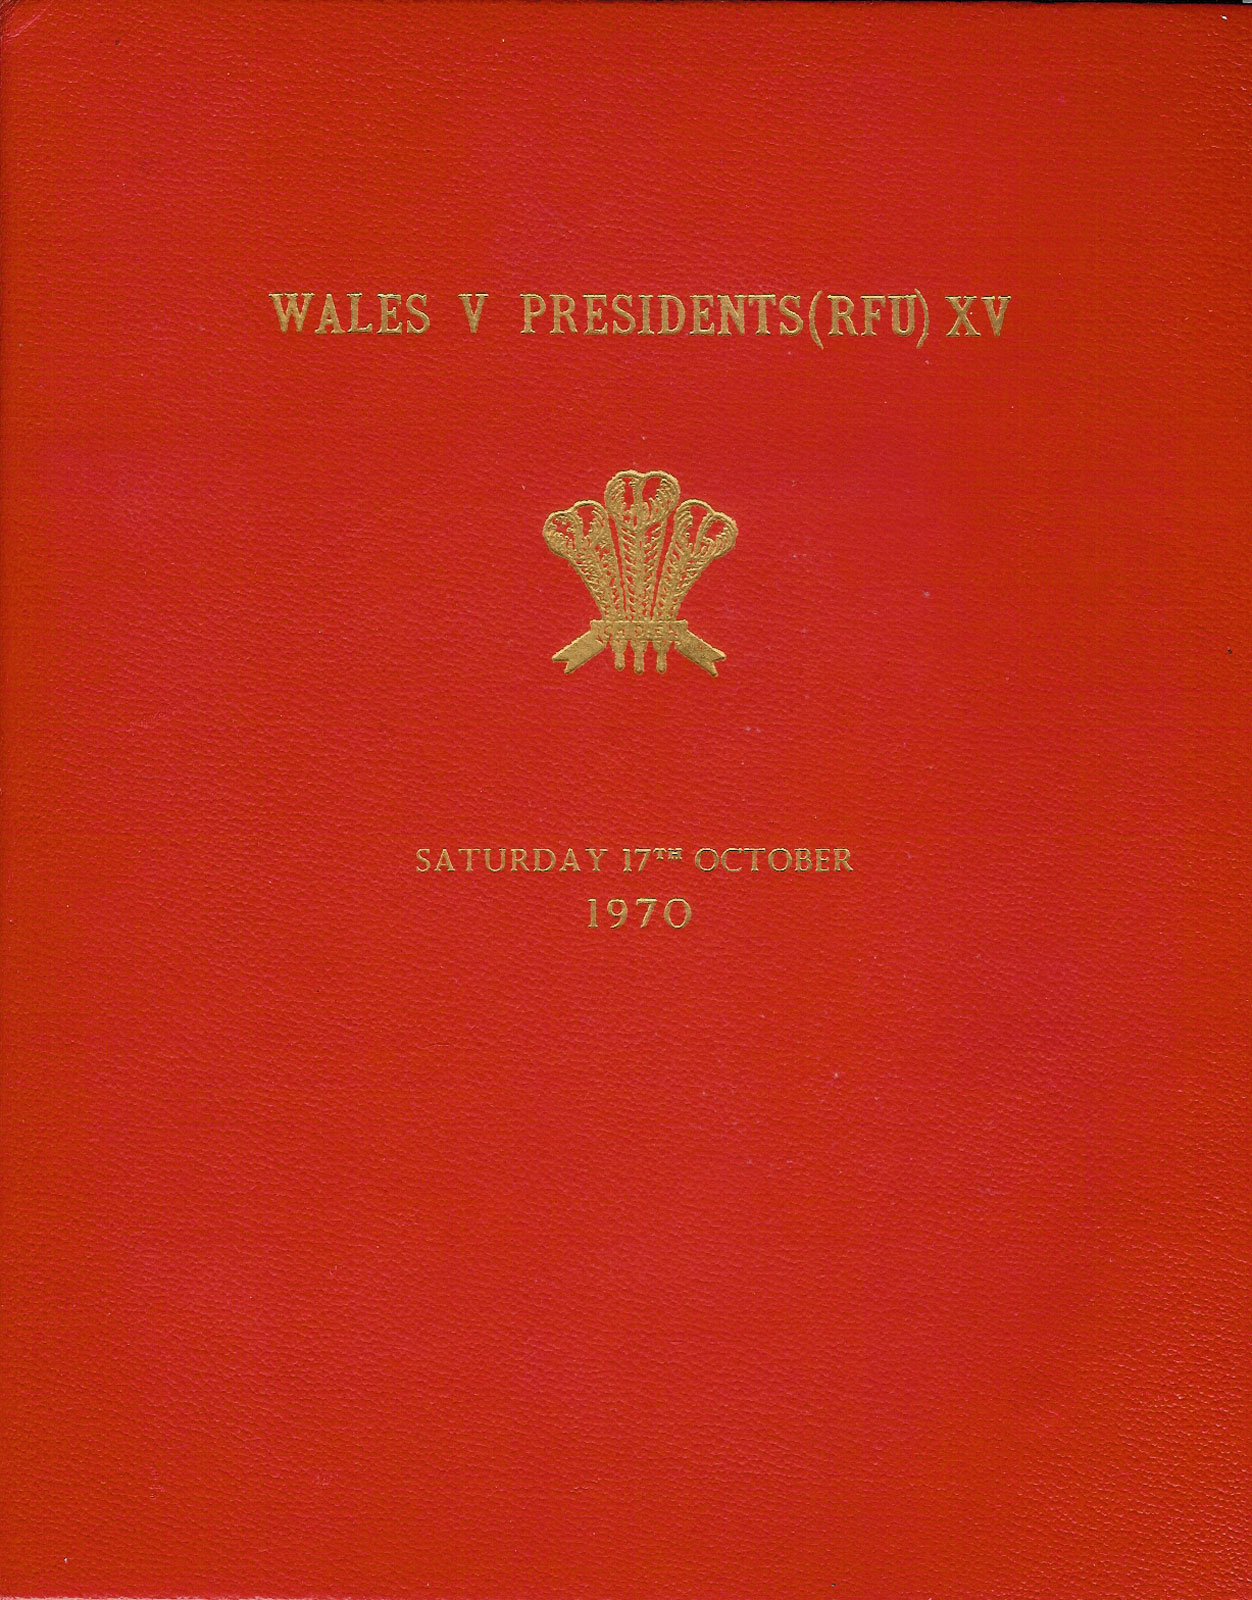 WALES V PRESIDENTS(RFU) XV
SATURDAY 17TH OCTOBER
1970